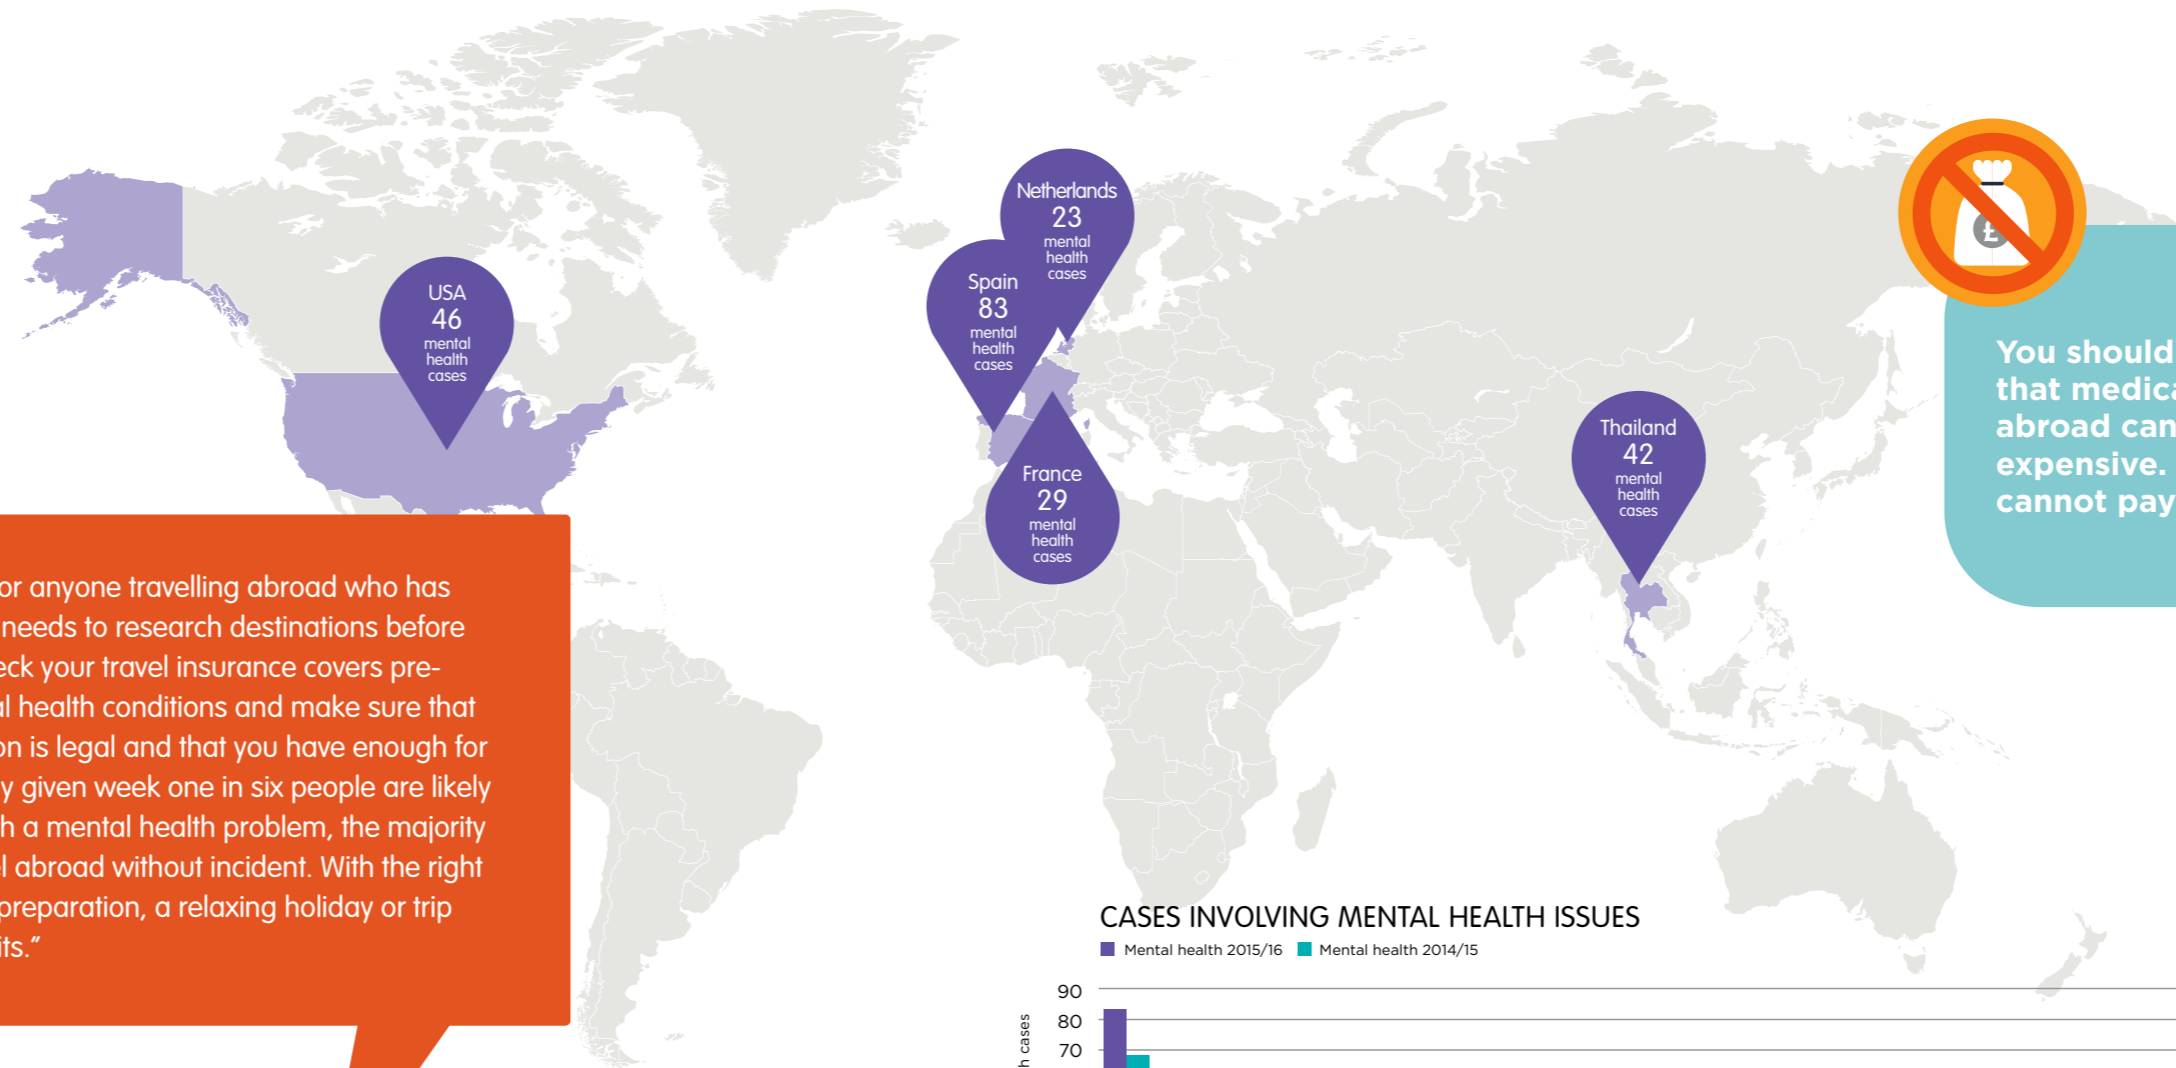 Netherlands
23
mental
health
cases
Spain
83
mental
health
cases
USA
46
mental
health
cases
France
29
mental
health
cases
Thailand
42
mental
health
cases
£
You should
that medica
abroad can
expensive.
cannot pay
or anyone travelling abroad who has
needs to research destinations before
eck your travel insurance covers pre-
al health conditions and make sure that
on is legal and that you have enough for
y given week one in six people are likely
h a mental health problem, the majority
el abroad without incident. With the right
preparation, a relaxing holiday or trip
its.”
CASES INVOLVING MENTAL HEALTH ISSUES
Mental health 2015/16 Mental health 2014/15
90
80
70
h cases